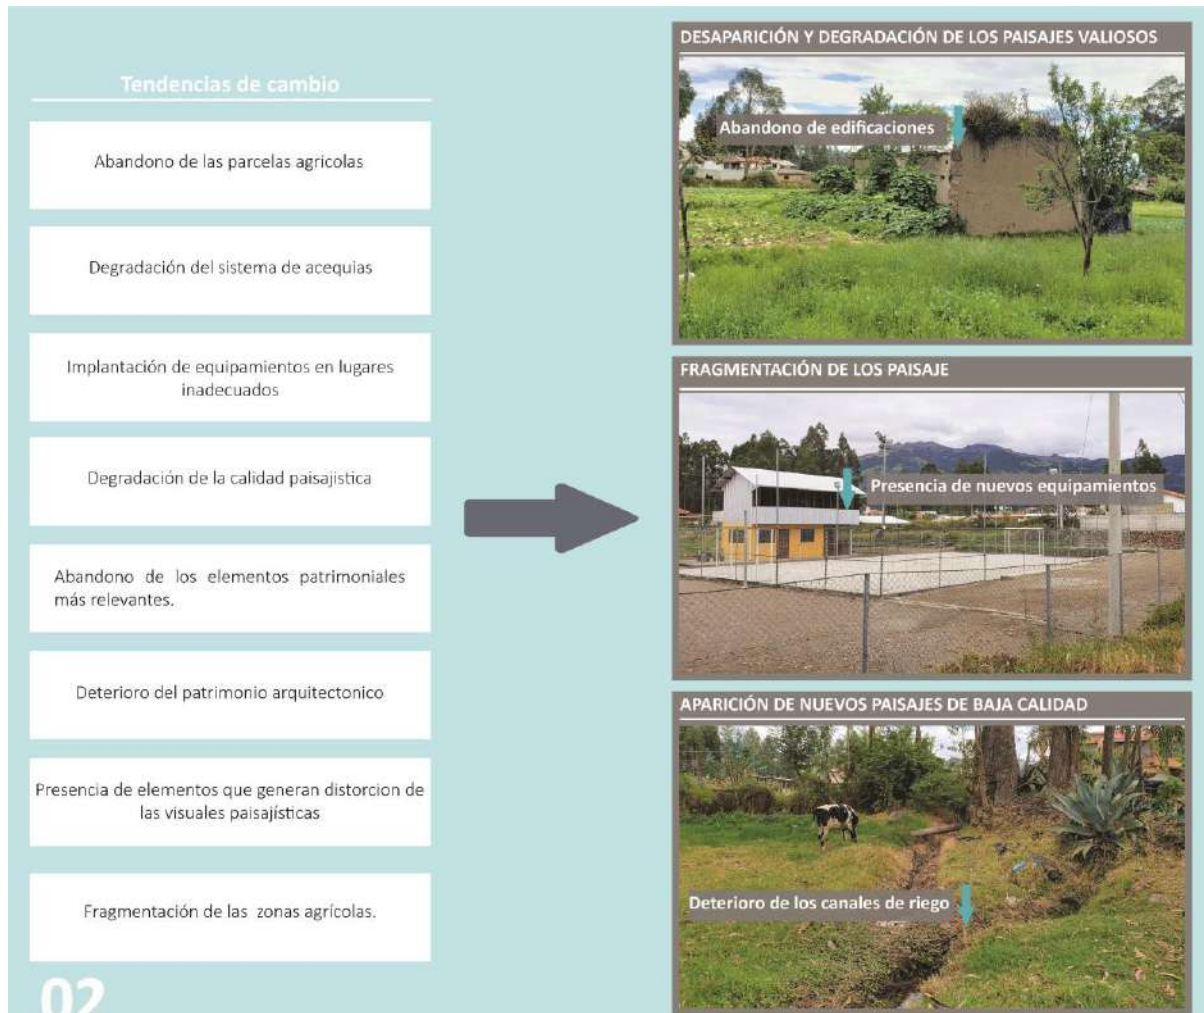 Tendencias de cambio
Abandono de las parcelas agricolas
Degradación del sistema de acequias
Implantación de equipamientos en lugares
inadecuados
Degradación de la calidad paisajistica
Abandono de los elementos patrimoniales
más relevantes.
Deterioro del patrimonio arquitectonico
Presencia de elementos que generan distorcion de
las visuales paisajísticas
Fragmentación de las zonas agrícolas.
02
DESAPARICIÓN Y DEGRADACIÓN DE LOS PAISAJES VALIOSOS
Abandono de edificaciones
FRAGMENTACIÓN DE LOS PAISAJE
Presencia de nuevos equipamientos
APARICIÓN DE NUEVOS PAISAJES DE BAJA CALIDAD
Deterioro de los canales de riego